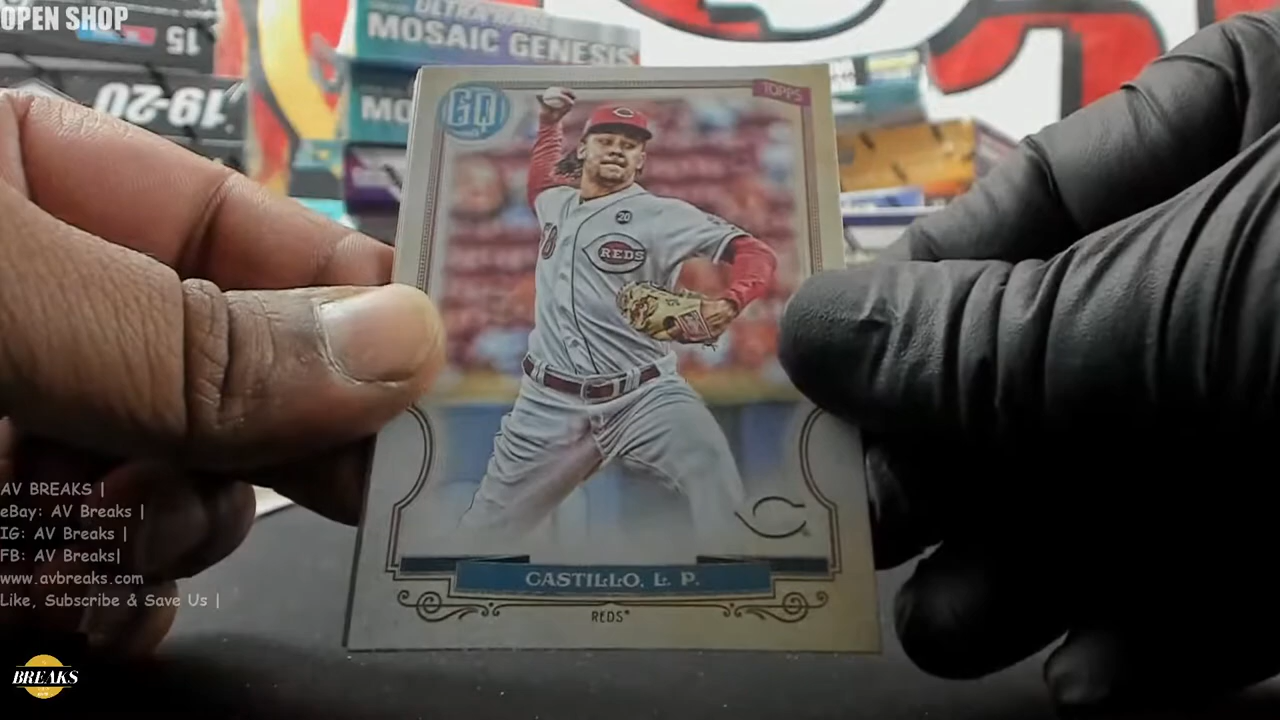 OPEN SHOP
15
19-20
ULTRA RARE
MOSAIC GENESIS
MO
GQ
TOPPS
20
REDS
CASTILLO, L. P.
REDS
AV BREAKS |
eBay: AV Breaks |
IG: AV Breaks |
FB: AV Breaks|
www.avbreaks.com
Like, Subscribe & Save Us |
BREAKS